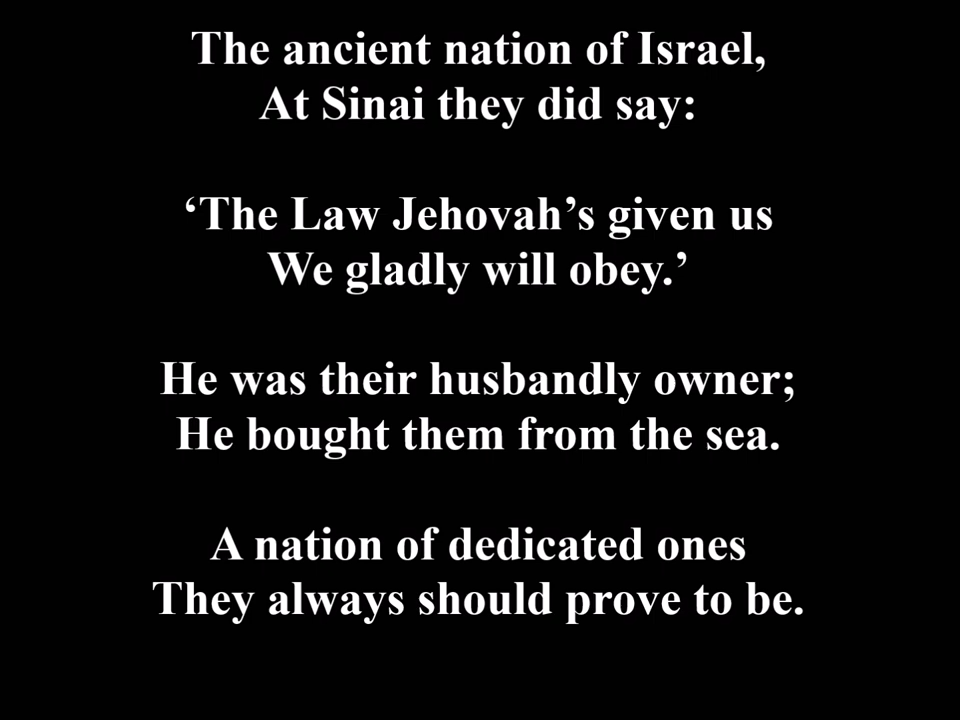 The ancient nation of Israel,
At Sinai they did say:
‘The Law Jehovah’s given us
We gladly will obey.’
He was their husbandly owner;
He bought them from the sea.
A nation of dedicated ones
They always should prove to be.